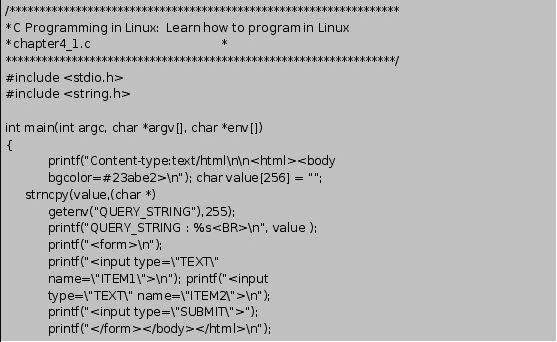 /******************************************************************
*C Programming in Linux: Learn how to program in Linux
*chapter4_1.c *
******************************************************************/
#include <stdio.h>
#include <string.h>
int main(int argc, char *argv[], char *env[])
{
printf("Content-type:text/html\n\n<html><body
bgcolor=#23abe2>\n"); char value[256] = "";
strncpy(value,(char *)
getenv("QUERY_STRING"),255);
printf("QUERY_STRING : %s<BR>\n", value );
printf("<form>\n");
printf("<input type=\"TEXT\"
name=\"ITEM1\">\n"); printf("<input
type=\"TEXT\" name=\"ITEM2\">\n");
printf("<input type=\"SUBMIT\">");
printf("</form></body></html>\n");